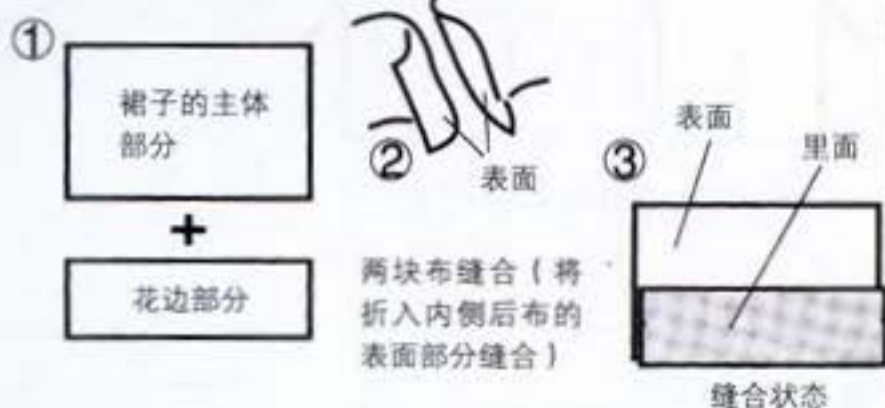 ①
裙子的主体
部分
+
花边部分
②
表面
两块布缝合（将
折入内侧后布的
表面部分缝合）
③
表面
里面
缝合状态